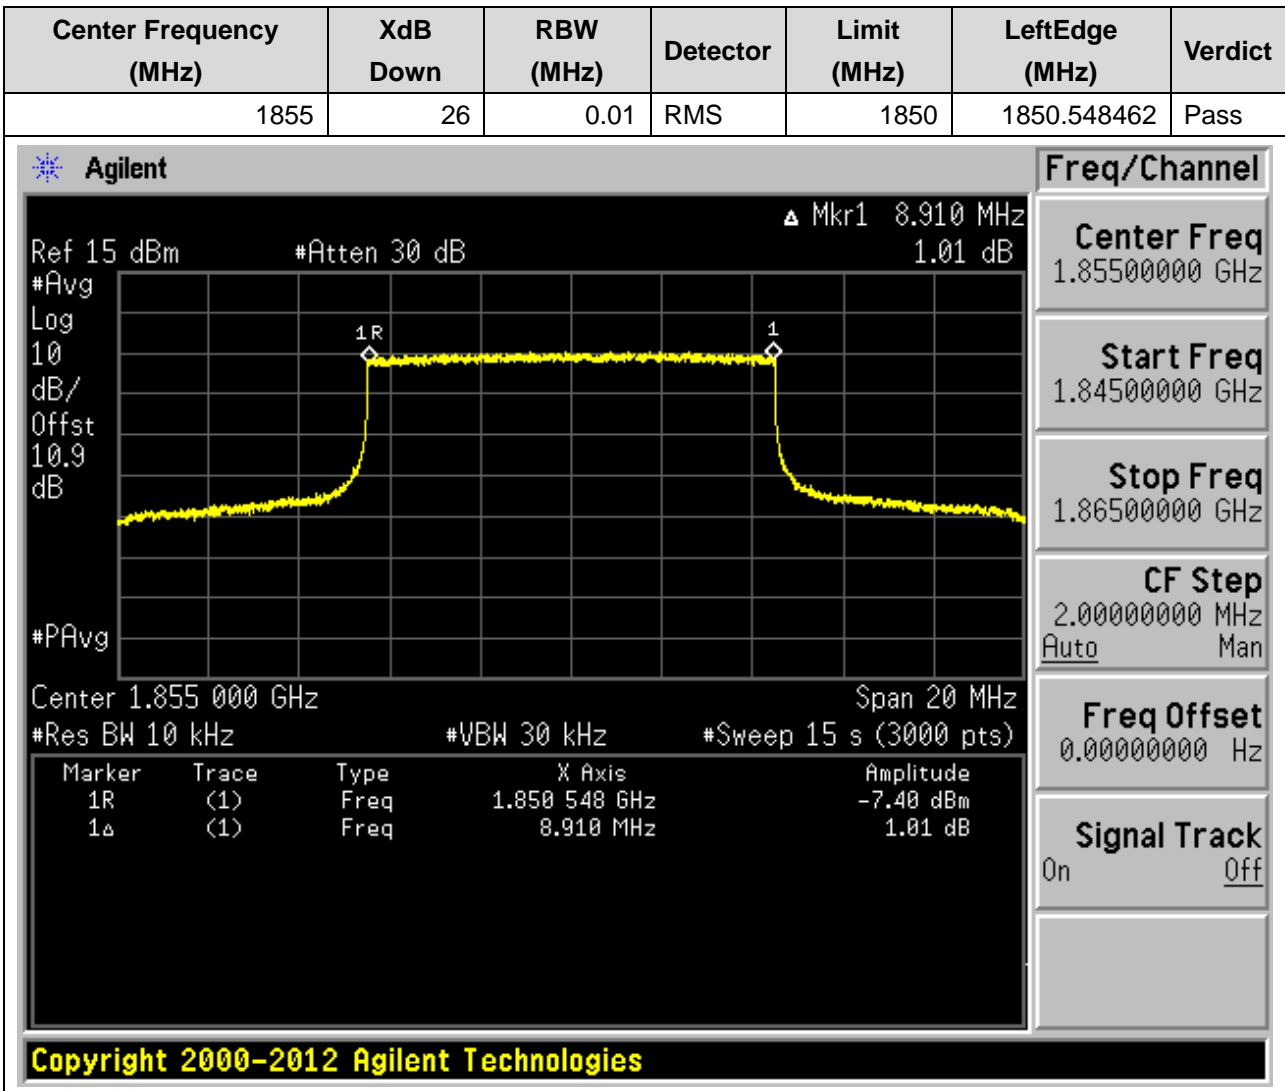 Center Frequency (MHz) XdB Down RBW (MHz) Detector Limit (MHz) LeftEdge (MHz) Verdict
1855 26 0.01 RMS 1850 1850.548462 Pass
Agilent
Freq/Channel
Δ Mkr1 8.910 MHz
Ref 15 dBm #Atten 30 dB 1.01 dB
#Avg
Log
10
dB/
Offst
10.9
dB
1R
1
#PAvg
Center 1.855 000 GHz Span 20 MHz
#Res BW 10 kHz #VBW 30 kHz #Sweep 15 s (3000 pts)
Marker Trace Type X Axis Amplitude
1R (1) Freq 1.850 548 GHz -7.40 dBm
1Δ (1) Freq 8.910 MHz 1.01 dB
Center Freq
1.85500000 GHz
Start Freq
1.84500000 GHz
Stop Freq
1.86500000 GHz
CF Step
2.00000000 MHz
Auto Man
Freq Offset
0.00000000 Hz
Signal Track
On Off
Copyright 2000-2012 Agilent Technologies